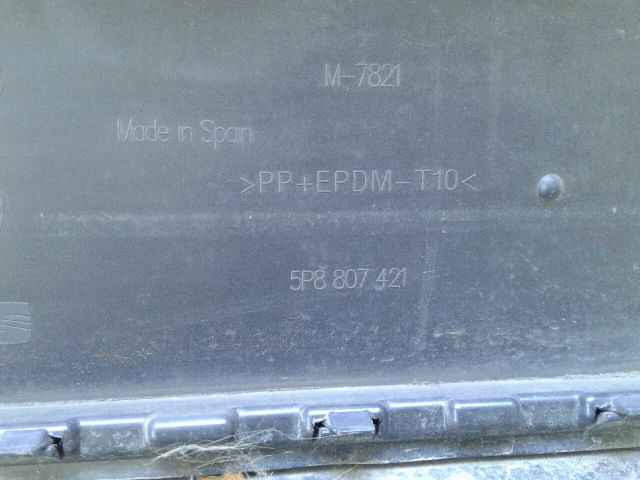 M-7821
Made in Spain
>PP+EPDM-T10<
5P8 807 421